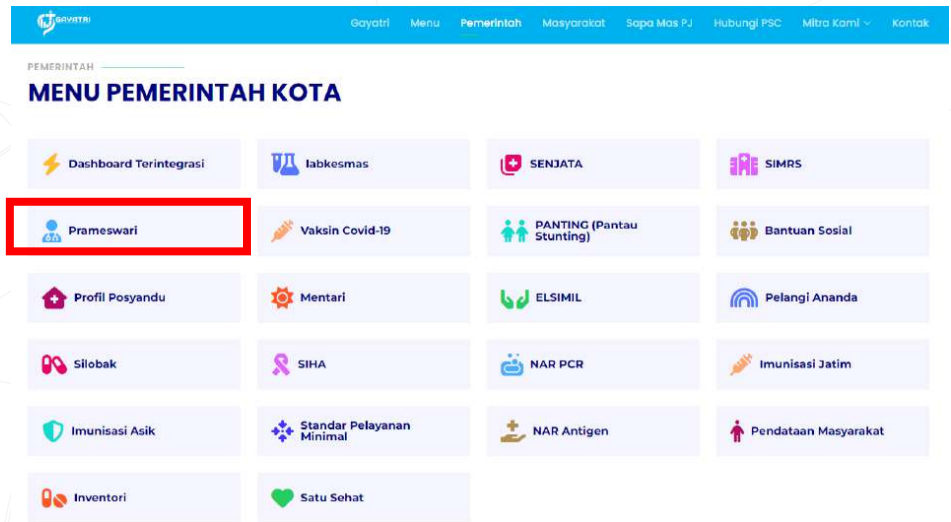 GAYATRI
Gayatri Menu Pemerintah Masyarakat Sapa Mas PJ Hubungi PSC Mitra Kami Kontak
PEMERINTAH
MENU PEMERINTAH KOTA
Dashboard Terintegrasi
labkesmas
SENJATA
SIMRS
Prameswari
Vaksin Covid-19
PANTING (Pantau
Stunting)
Bantuan Sosial
Profil Posyandu
Mentari
ELSIMIL
Pelangi Ananda
Silobak
SIHA
NAR PCR
Imunisasi Jatim
Imunisasi Asik
Standar Pelayanan
Minimal
NAR Antigen
Pendataan Masyarakat
Inventori
Satu Sehat